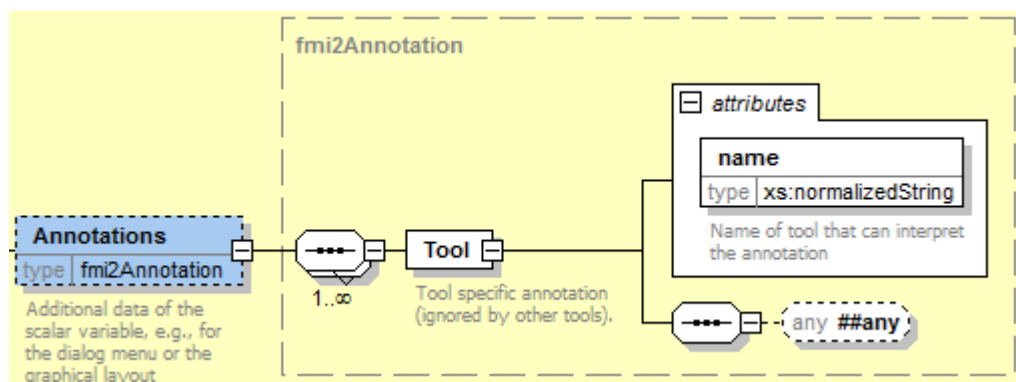 fmi2Annotation
attributes
name
type xs:normalizedString
Name of tool that can interpret
the annotation
Annotations
type fmi2Annotation
Additional data of the
scalar variable, e.g., for
the dialog menu or the
graphical layout
1..∞
Tool
Tool specific annotation
(ignored by other tools).
any ##any